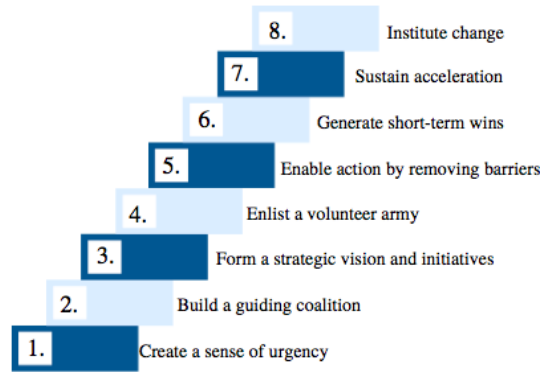 8. Institute change
7. Sustain acceleration
6. Generate short-term wins
5. Enable action by removing barriers
4. Enlist a volunteer army
3. Form a strategic vision and initiatives
2. Build a guiding coalition
1. Create a sense of urgency